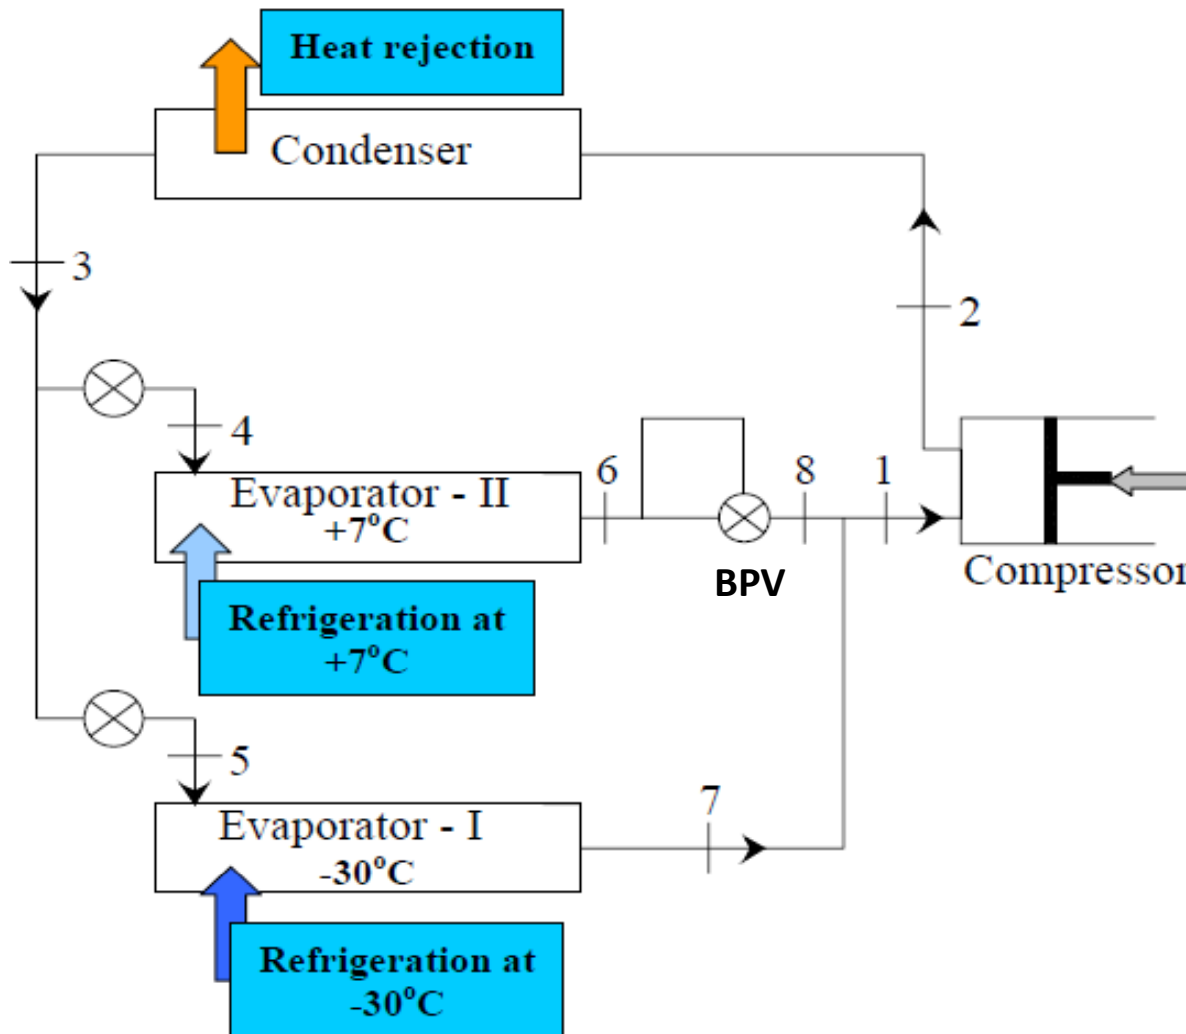 Heat rejection
Condenser
3
2
4
Evaporator - II
+7°C
6
8
1
BPV
Compressor
Refrigeration at
+7°C
5
Evaporator - I
-30°C
7
Refrigeration at
-30°C